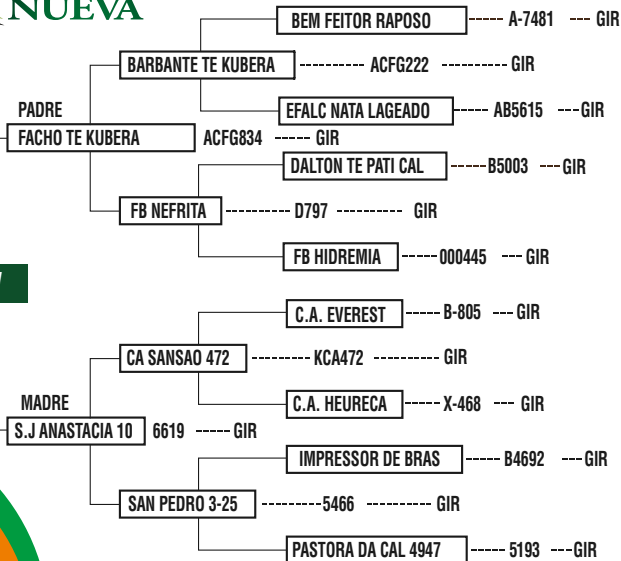 NUEVA
BEM FEITOR RAPOSO ----- A-7481 --- GIR
BARBANTE TE KUBERA --------- ACFG222 ---------- GIR
EFALC NATA LAGEADO ----- AB5615 ---GIR
PADRE
FACHO TE KUBERA ACFG834 ----- GIR
DALTON TE PATI CAL -----B5003 ---GIR
FB NEFRITA ---------- D797 ---------- GIR
FB HIDREMIA -----000445 --- GIR
C.A. EVEREST ----- B-805 --- GIR
CA SANSAO 472 --------- KCA472 ---------- GIR
C.A. HEURECA -----X-468 --- GIR
MADRE
S.J ANASTACIA 10 6619 ----- GIR
IMPRESSOR DE BRAS ----- B4692 ---GIR
SAN PEDRO 3-25 ---------5466 ---------- GIR
PASTORA DA CAL 4947 ----- 5193 ---GIR